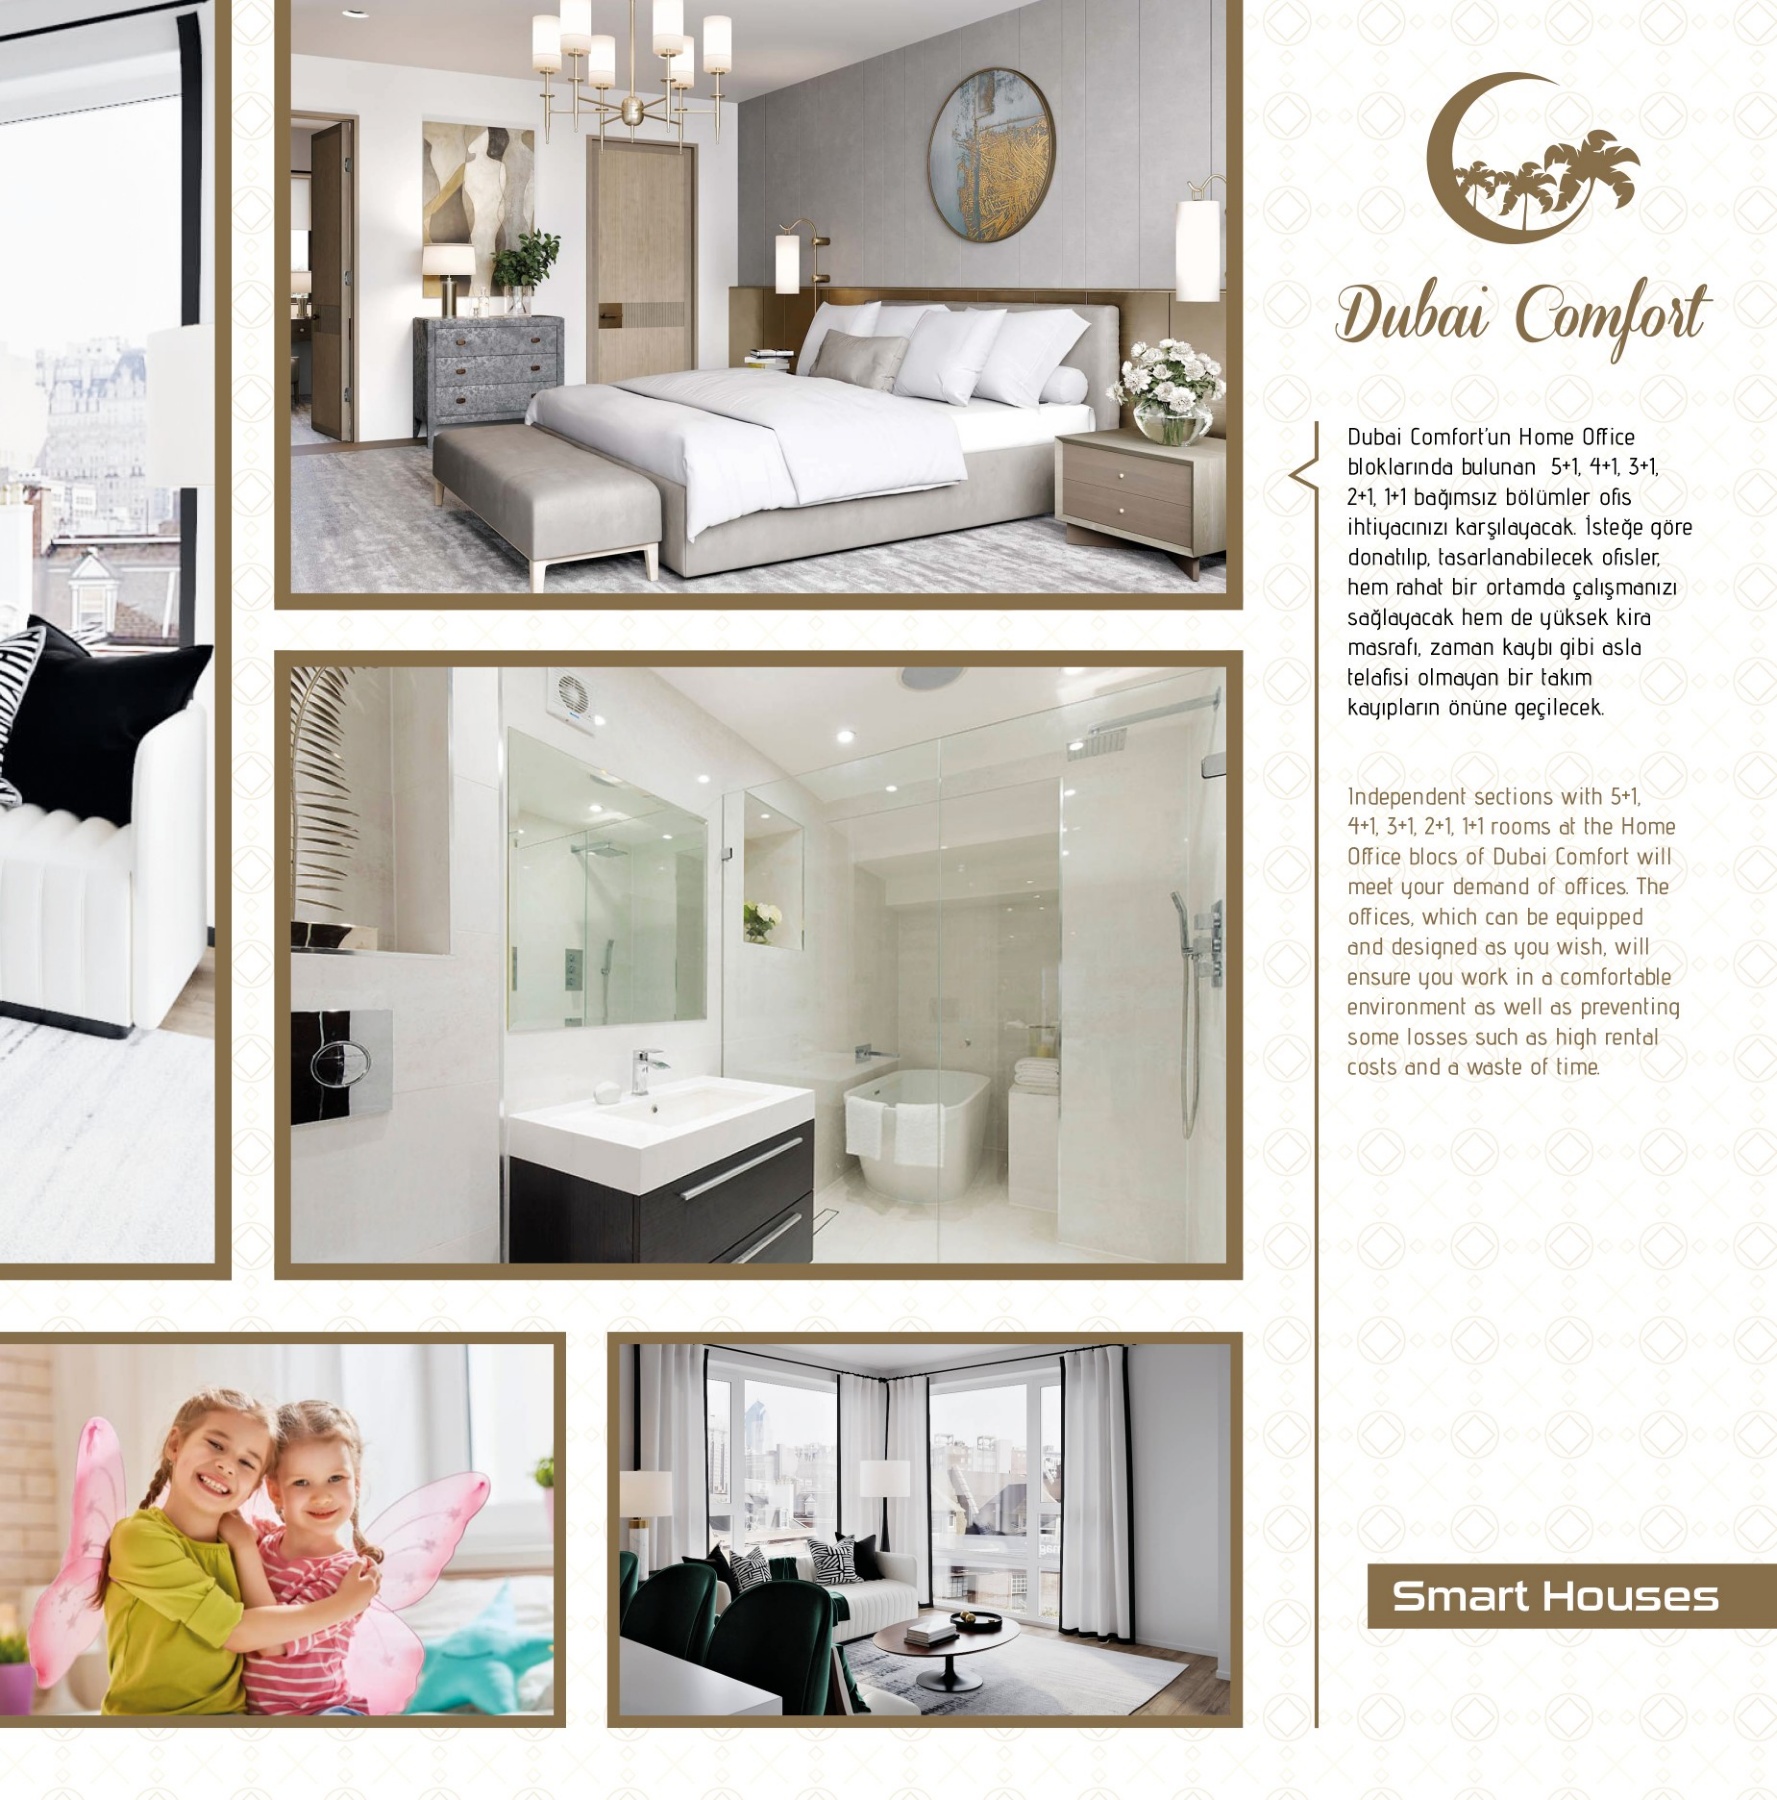 Dubai Comfort
Dubai Comfort'un Home Office
bloklarında bulunan  5+1, 4+1, 3+1,
2+1, 1+1 bağımsız bölümler ofis
ihtiyacınızı karşılayacak. İsteğe göre
donatılıp, tasarlanabilecek ofisler,
hem rahat bir ortamda çalışmanızı
sağlayacak hem de yüksek kira
masrafı, zaman kaybı gibi asla
telafisi olmayan bir takım
kayıpların önüne geçilecek.
Independent sections with 5+1,
4+1, 3+1, 2+1, 1+1 rooms at the Home
Office blocs of Dubai Comfort will
meet your demand of offices. The
offices, which can be equipped
and designed as you wish, will
ensure you work in a comfortable
environment as well as preventing
some losses such as high rental
costs and a waste of time.
Smart Houses